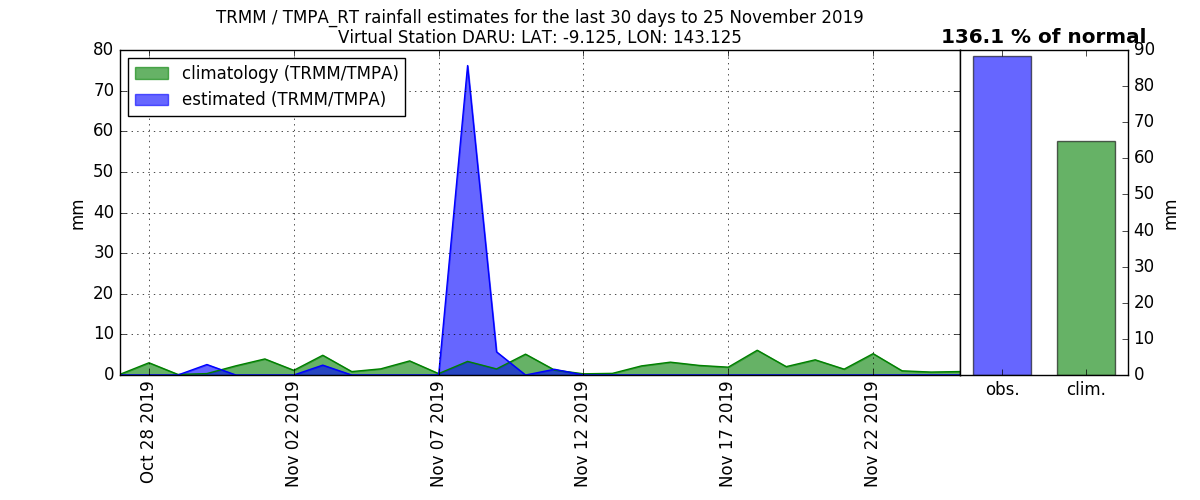 TRMM / TMPA_RT rainfall estimates for the last 30 days to 25 November 2019
Virtual Station DARU: LAT: -9.125, LON: 143.125
136.1 % of normal
climatology (TRMM/TMPA)
estimated (TRMM/TMPA)
80
70
60
50
40
30
20
10
0
mm
Oct 28 2019
Nov 02 2019
Nov 07 2019
Nov 12 2019
Nov 17 2019
Nov 22 2019
90
80
70
60
50
40
30
20
10
0
mm
obs.
clim.